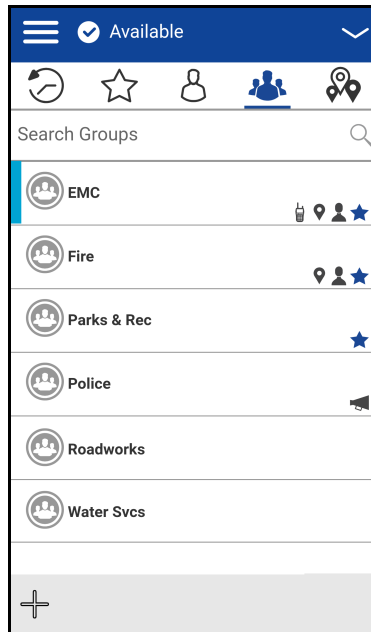 Available
Search Groups
EMC
Fire
Parks & Rec
Police
Roadworks
Water Svcs